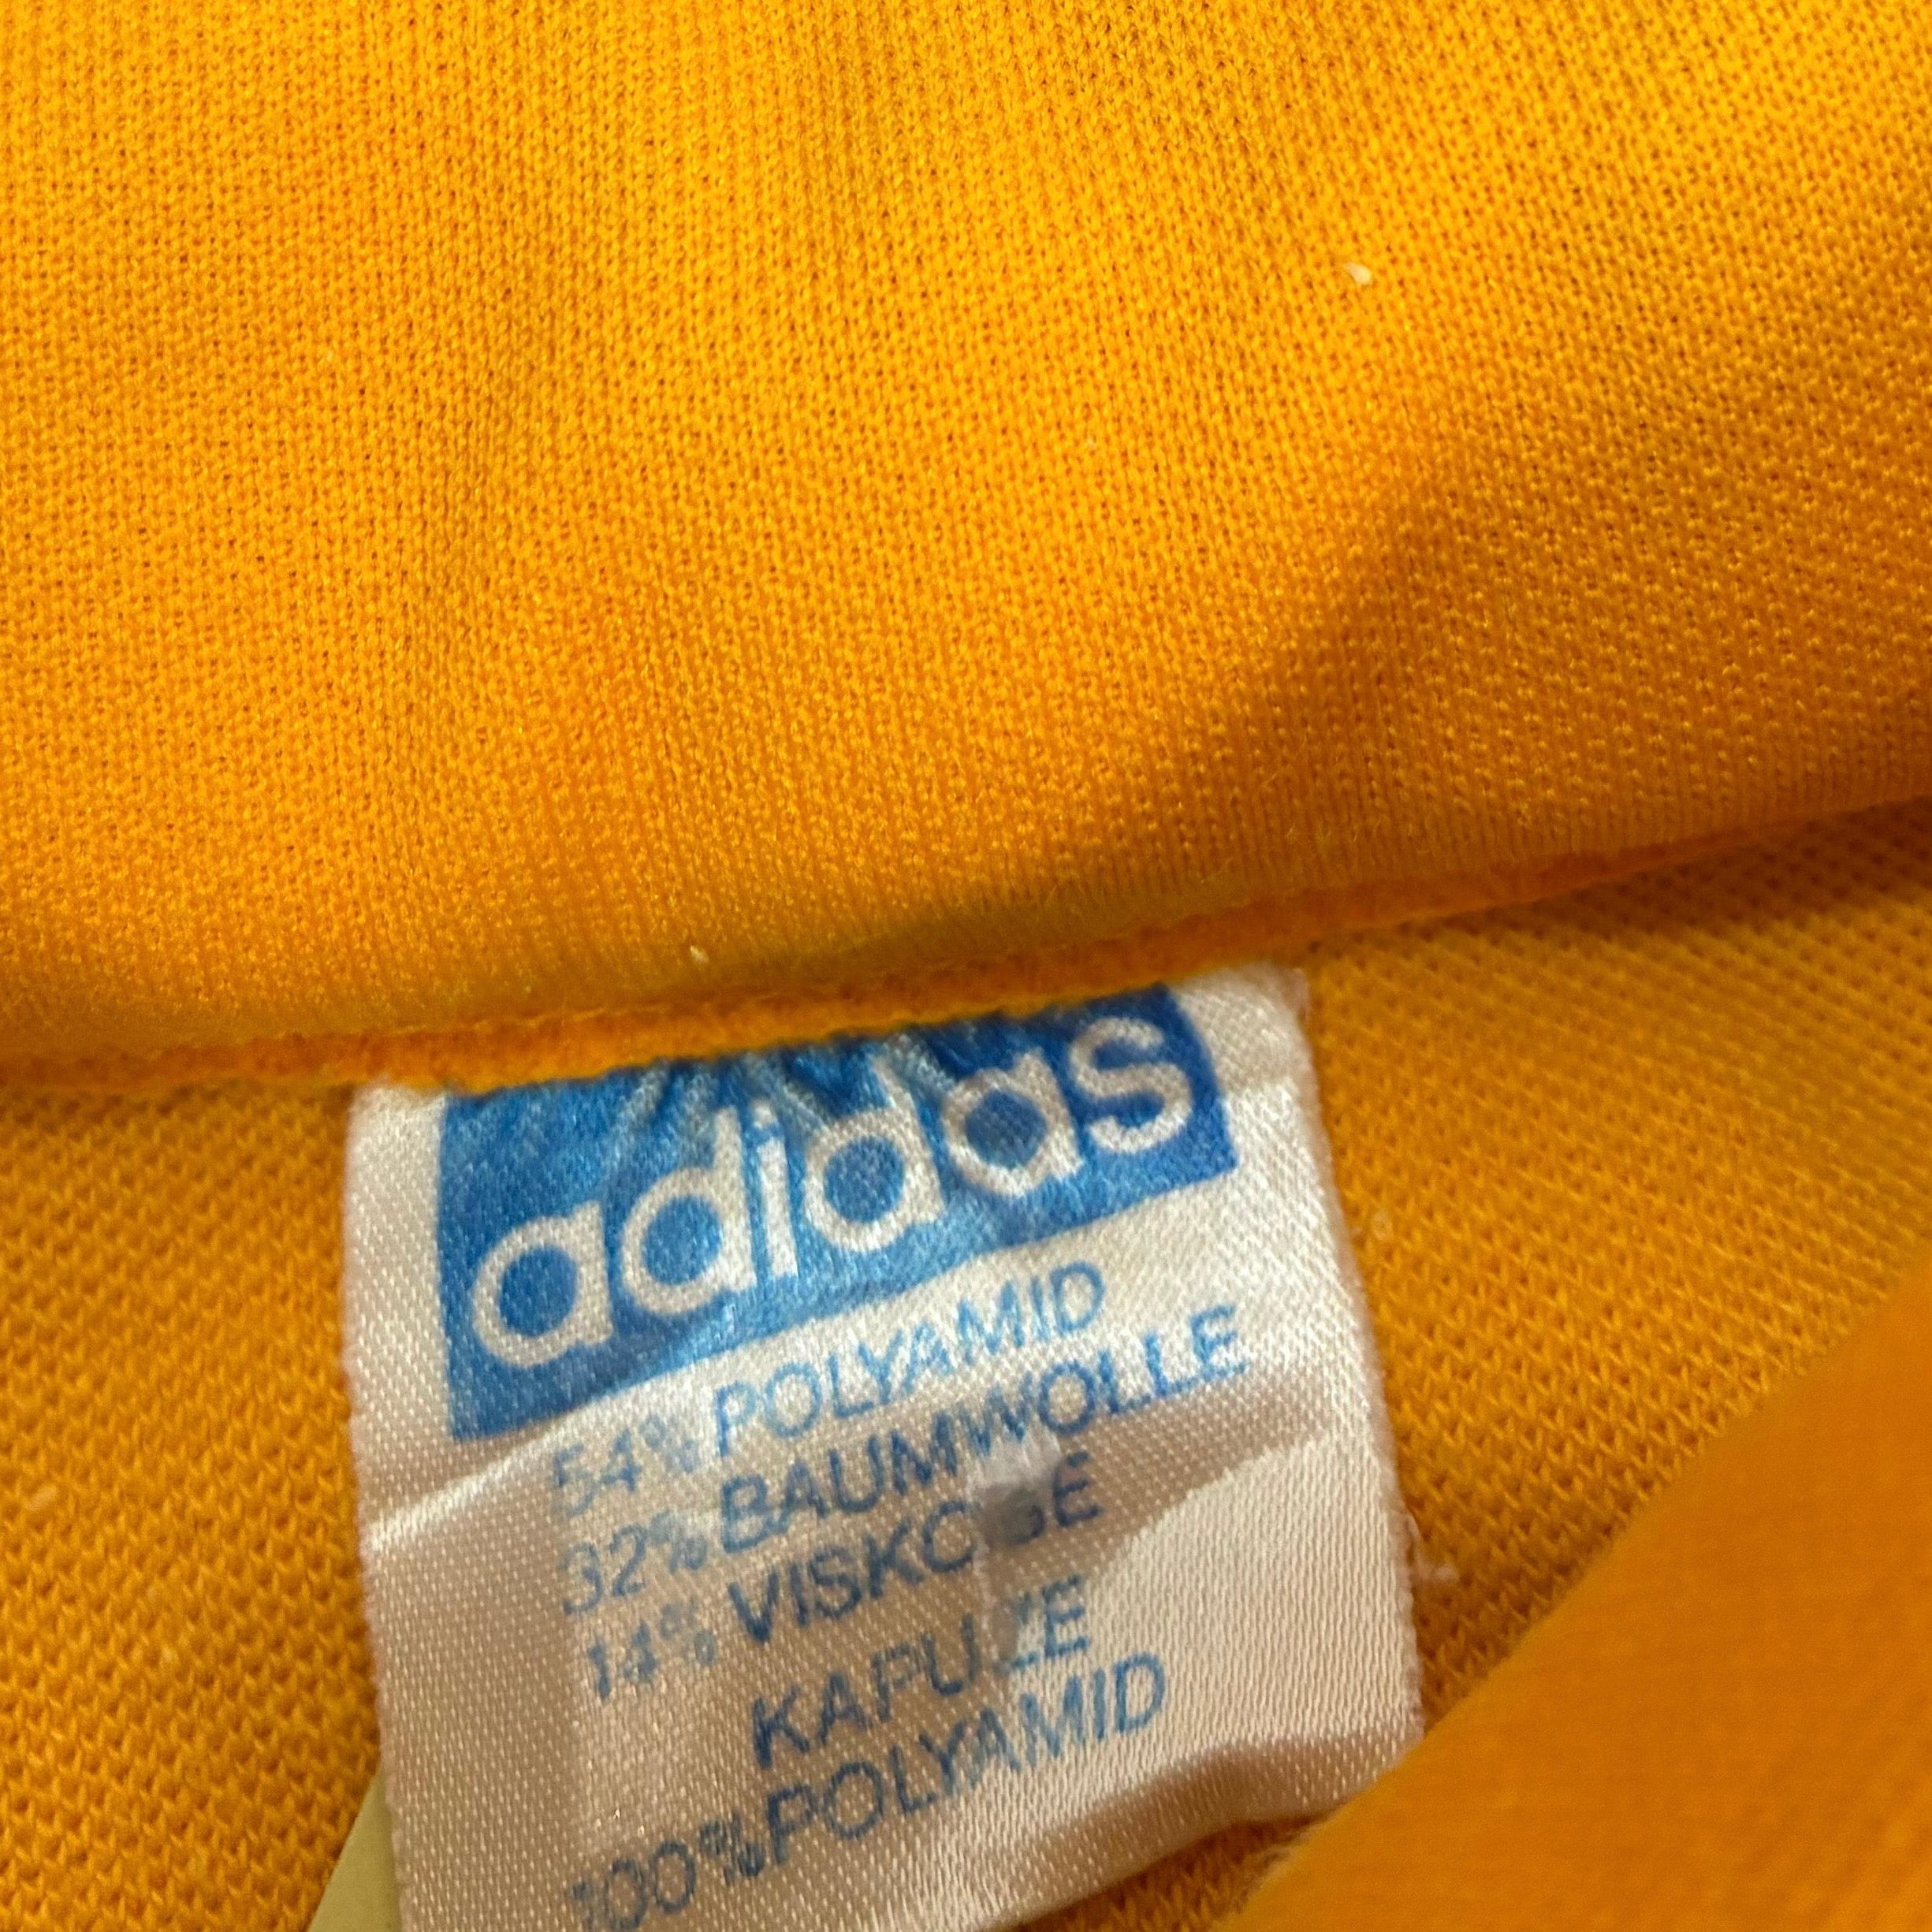 adidas
54% POLYAMID
32% BAUMWOLLE
14% VISKOSE
KAPUZE
100% POLYAMID